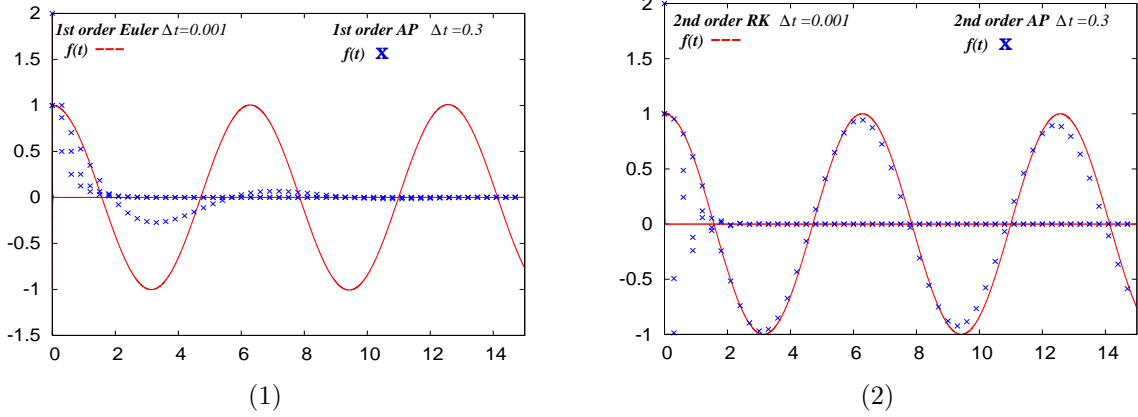 1st order Euler Δt=0.001 1st order AP Δt=0.3
f(t) f(t) x
2
1.5
1
0.5
0
-0.5
-1
-1.5
0 2 4 6 8 10 12 14
(1)
2nd order RK Δt=0.001 2nd order AP Δt=0.3
f(t) f(t) x
2
1.5
1
0.5
0
-0.5
-1
0 2 4 6 8 10 12 14
(2)